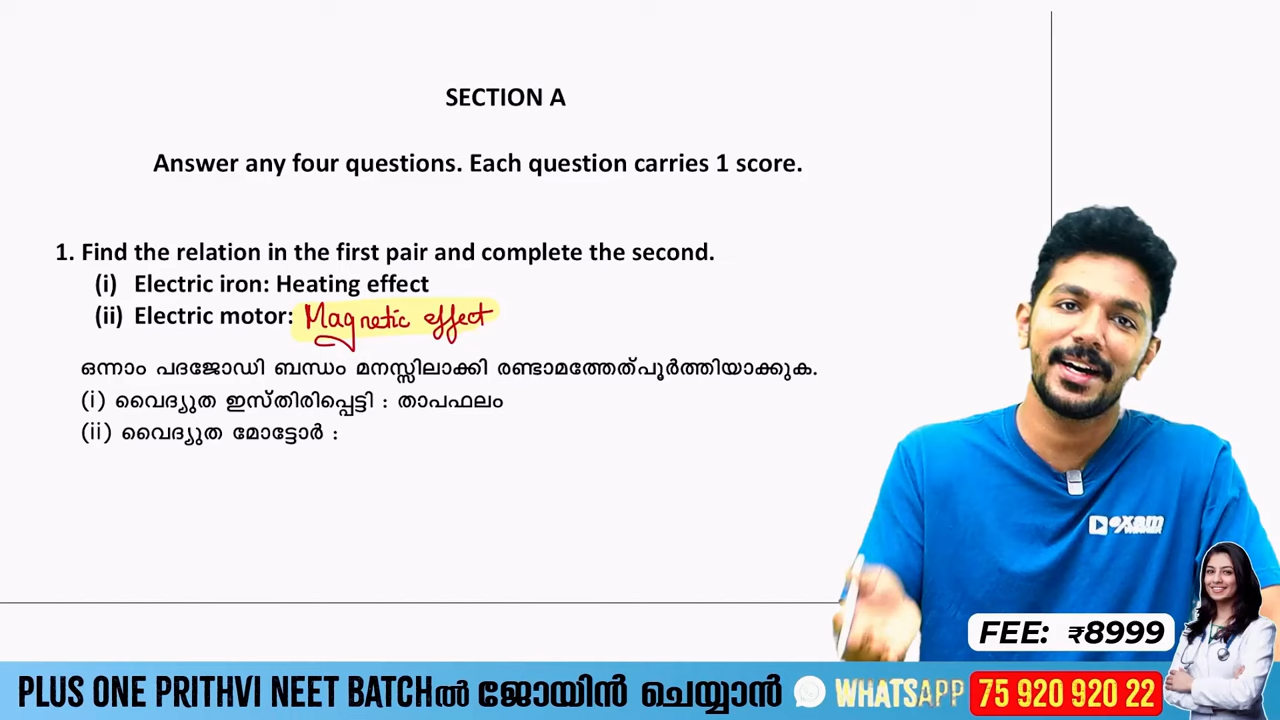 SECTION A
Answer any four questions. Each question carries 1 score.
1. Find the relation in the first pair and complete the second.
(i) Electric iron: Heating effect
(ii) Electric motor: Magnetic effect
ഒന്നാം പദജോഡി ബന്ധം മനസ്സിലാക്കി രണ്ടാമത്തേത്പൂർത്തിയാക്കുക.
(i) വൈദ്യുത ഇസ്തിരിപ്പെട്ടി : താപഫലം
(ii) വൈദ്യുത മോട്ടോർ :
exam
FEE: ₹8999
PLUS ONE PRITHVI NEET BATCHൽ ജോയിൻ ചെയ്യാൻ WHATSAPP 75 920 920 22